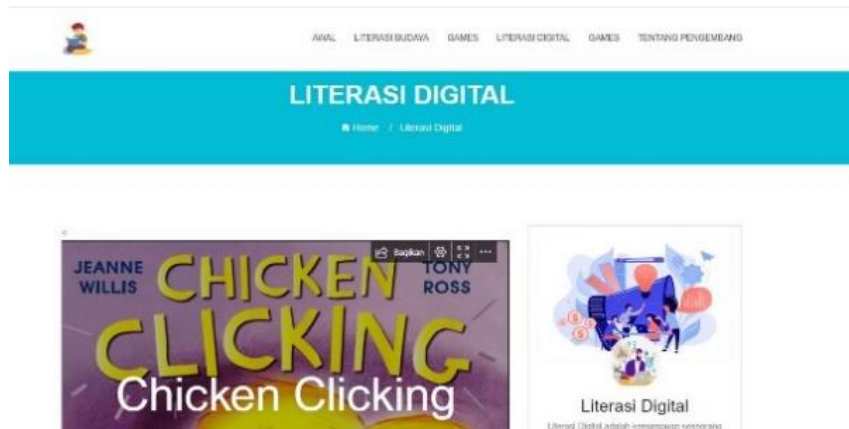 AWAL LITERASI BUDAYA GAMES LITERASI DIGITAL GAMES TENTANG PENGEMBANG
LITERASI DIGITAL
Home / Literasi Digital
Bagikan
JEANNE WILLIS
CHICKEN CLICKING
TONY ROSS
Chicken Clicking
Literasi Digital
Literasi Digital adalah kemampuan seseorang